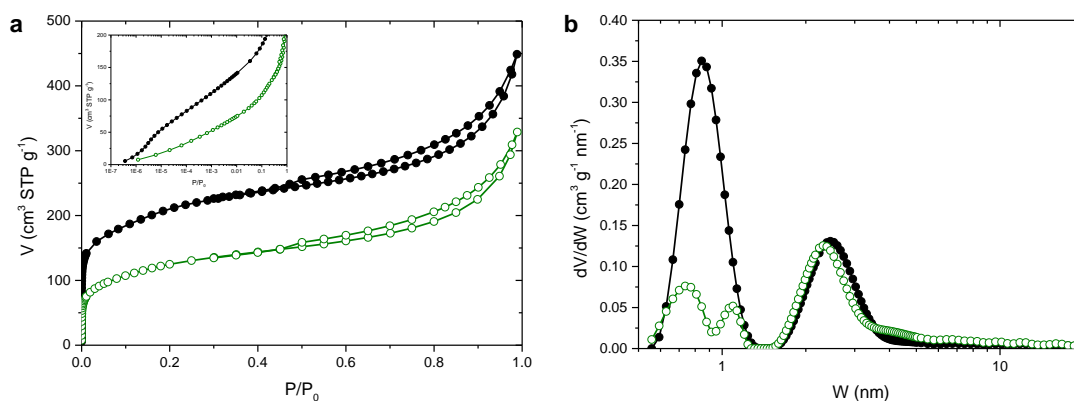 a
500
400
300
200
100
0
V (cm³ STP g⁻¹)
0.0 0.2 0.4 0.6 0.8 1.0
P/P₀
200
150
100
50
0
V (cm³ STP g⁻¹)
1E-7 1E-6 1E-5 1E-4 1E-3 0.01 0.1 1
P/P₀
b
0.40
0.35
0.30
0.25
0.20
0.15
0.10
0.05
0.00
dV/dW (cm³ g⁻¹ nm⁻¹)
1 10
W (nm)